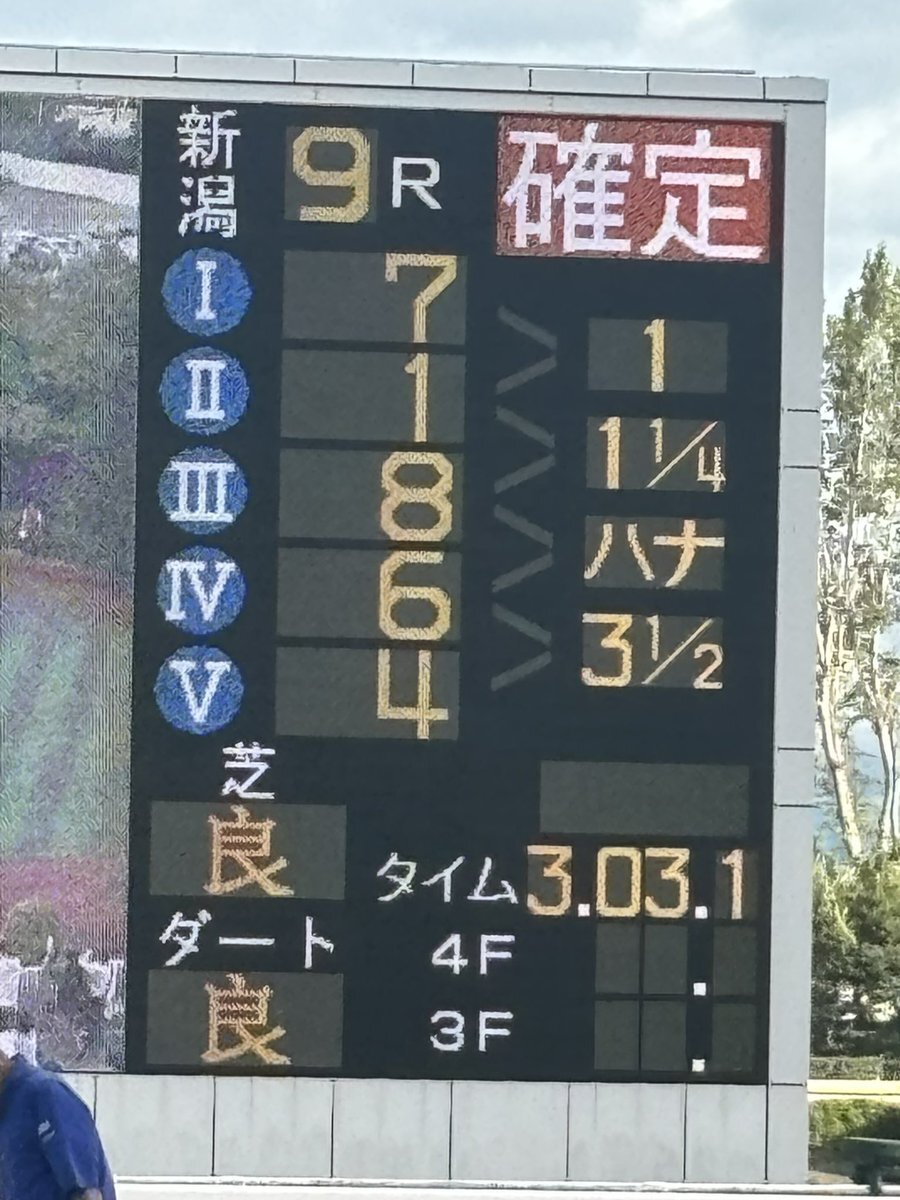 新潟 9R 確定
I 7
1
II 1
1 1/4
III 8
ハナ
IV 6
3 1/2
V 4
芝
良
タイム 3.03.1
ダート
4F .
良
3F .